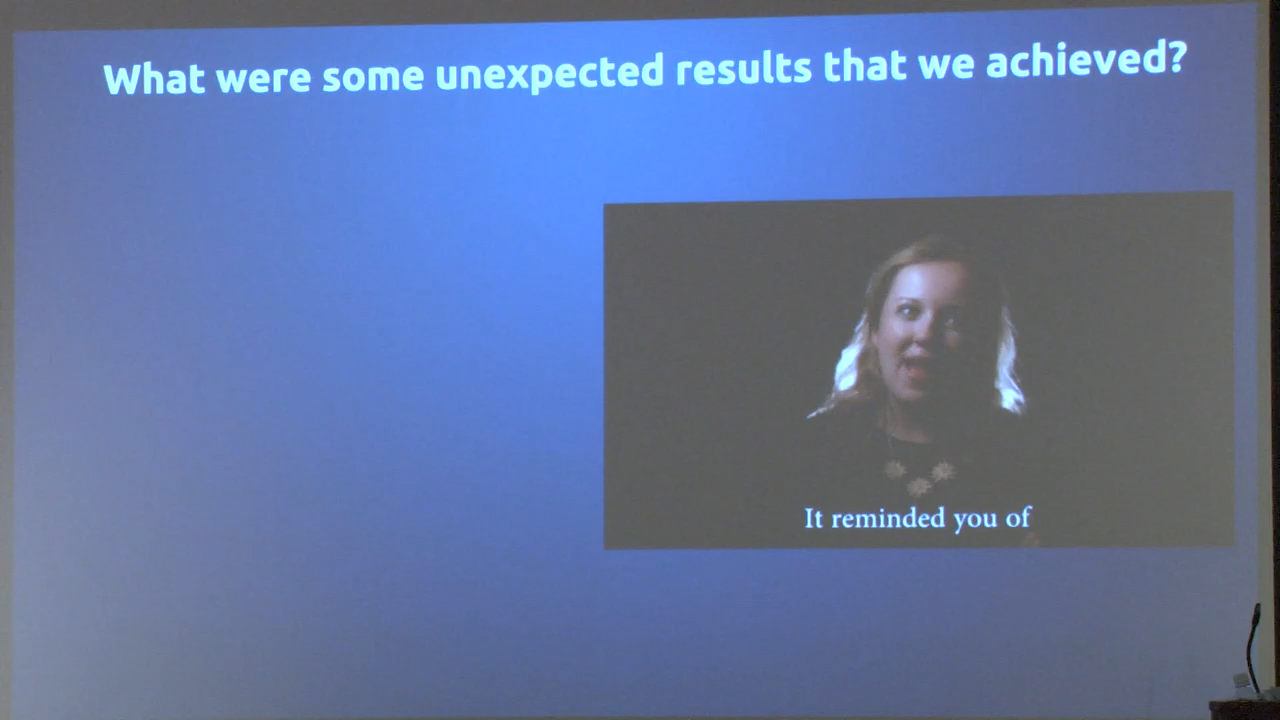 What were some unexpected results that we achieved?
It reminded you of